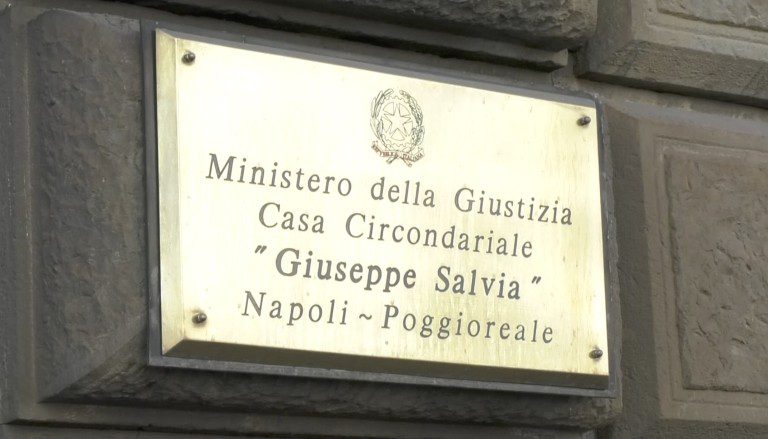 Ministero della Giustizia
Casa Circondariale
"Giuseppe Salvia"
Napoli ~ Poggioreale